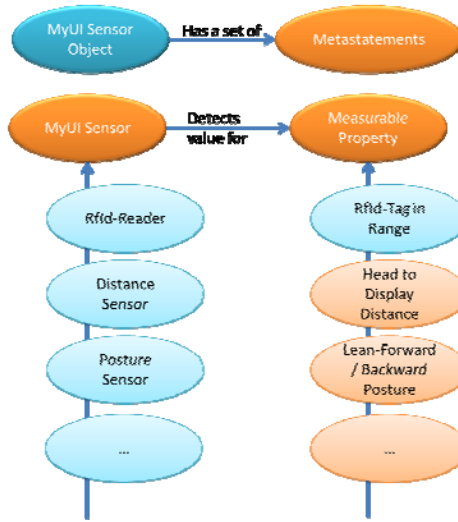 MyUI Sensor
Object
Has a set of
Metastatements
MyUI Sensor
Detects
value for
Measurable
Property
Rfid-Reader
Rfid-Tag in
Range
Distance
Sensor
Head to
Display
Distance
Posture
Sensor
Lean-Forward
/ Backward
Posture
...
...